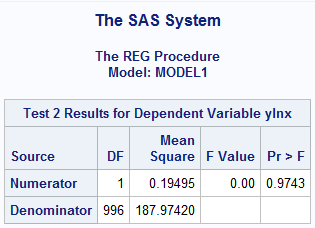 The SAS System
The REG Procedure
Model: MODEL1
Test 2 Results for Dependent Variable ylnx
Source DF Mean Square F Value Pr > F
Numerator 1 0.19495 0.00 0.9743
Denominator 996 187.97420